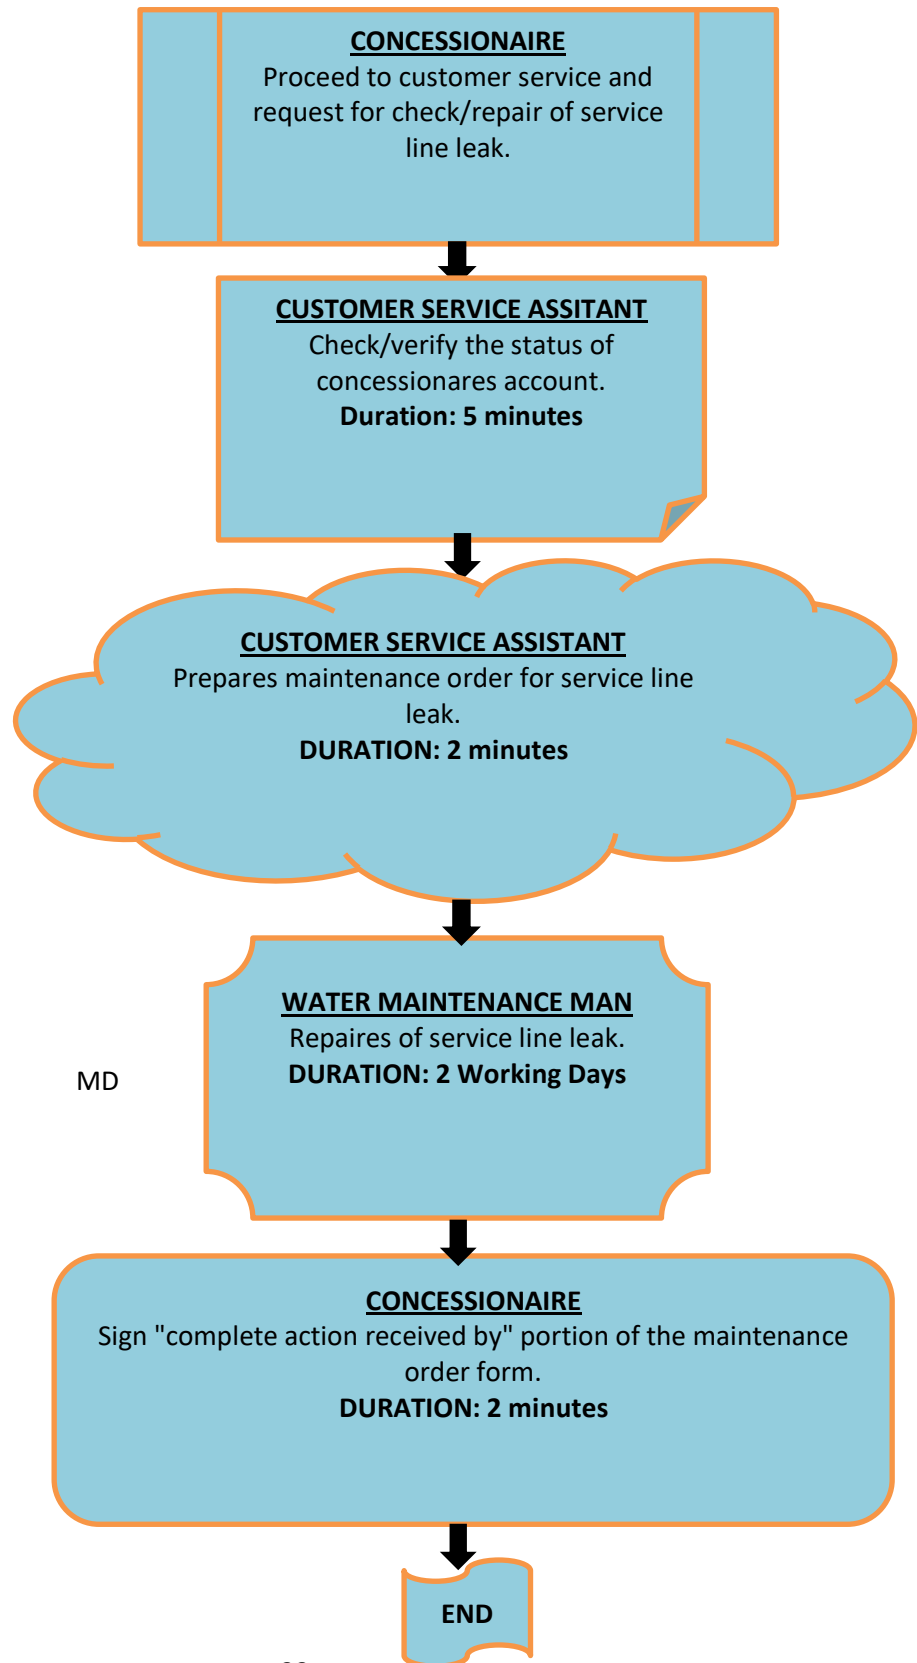 CONCESSIONAIRE
Proceed to customer service and
request for check/repair of service
line leak.
CUSTOMER SERVICE ASSITANT
Check/verify the status of
concessionares account.
Duration: 5 minutes
CUSTOMER SERVICE ASSISTANT
Prepares maintenance order for service line
leak.
DURATION: 2 minutes
WATER MAINTENANCE MAN
Repaires of service line leak.
DURATION: 2 Working Days
MD
CONCESSIONAIRE
Sign "complete action received by" portion of the maintenance
order form.
DURATION: 2 minutes
END